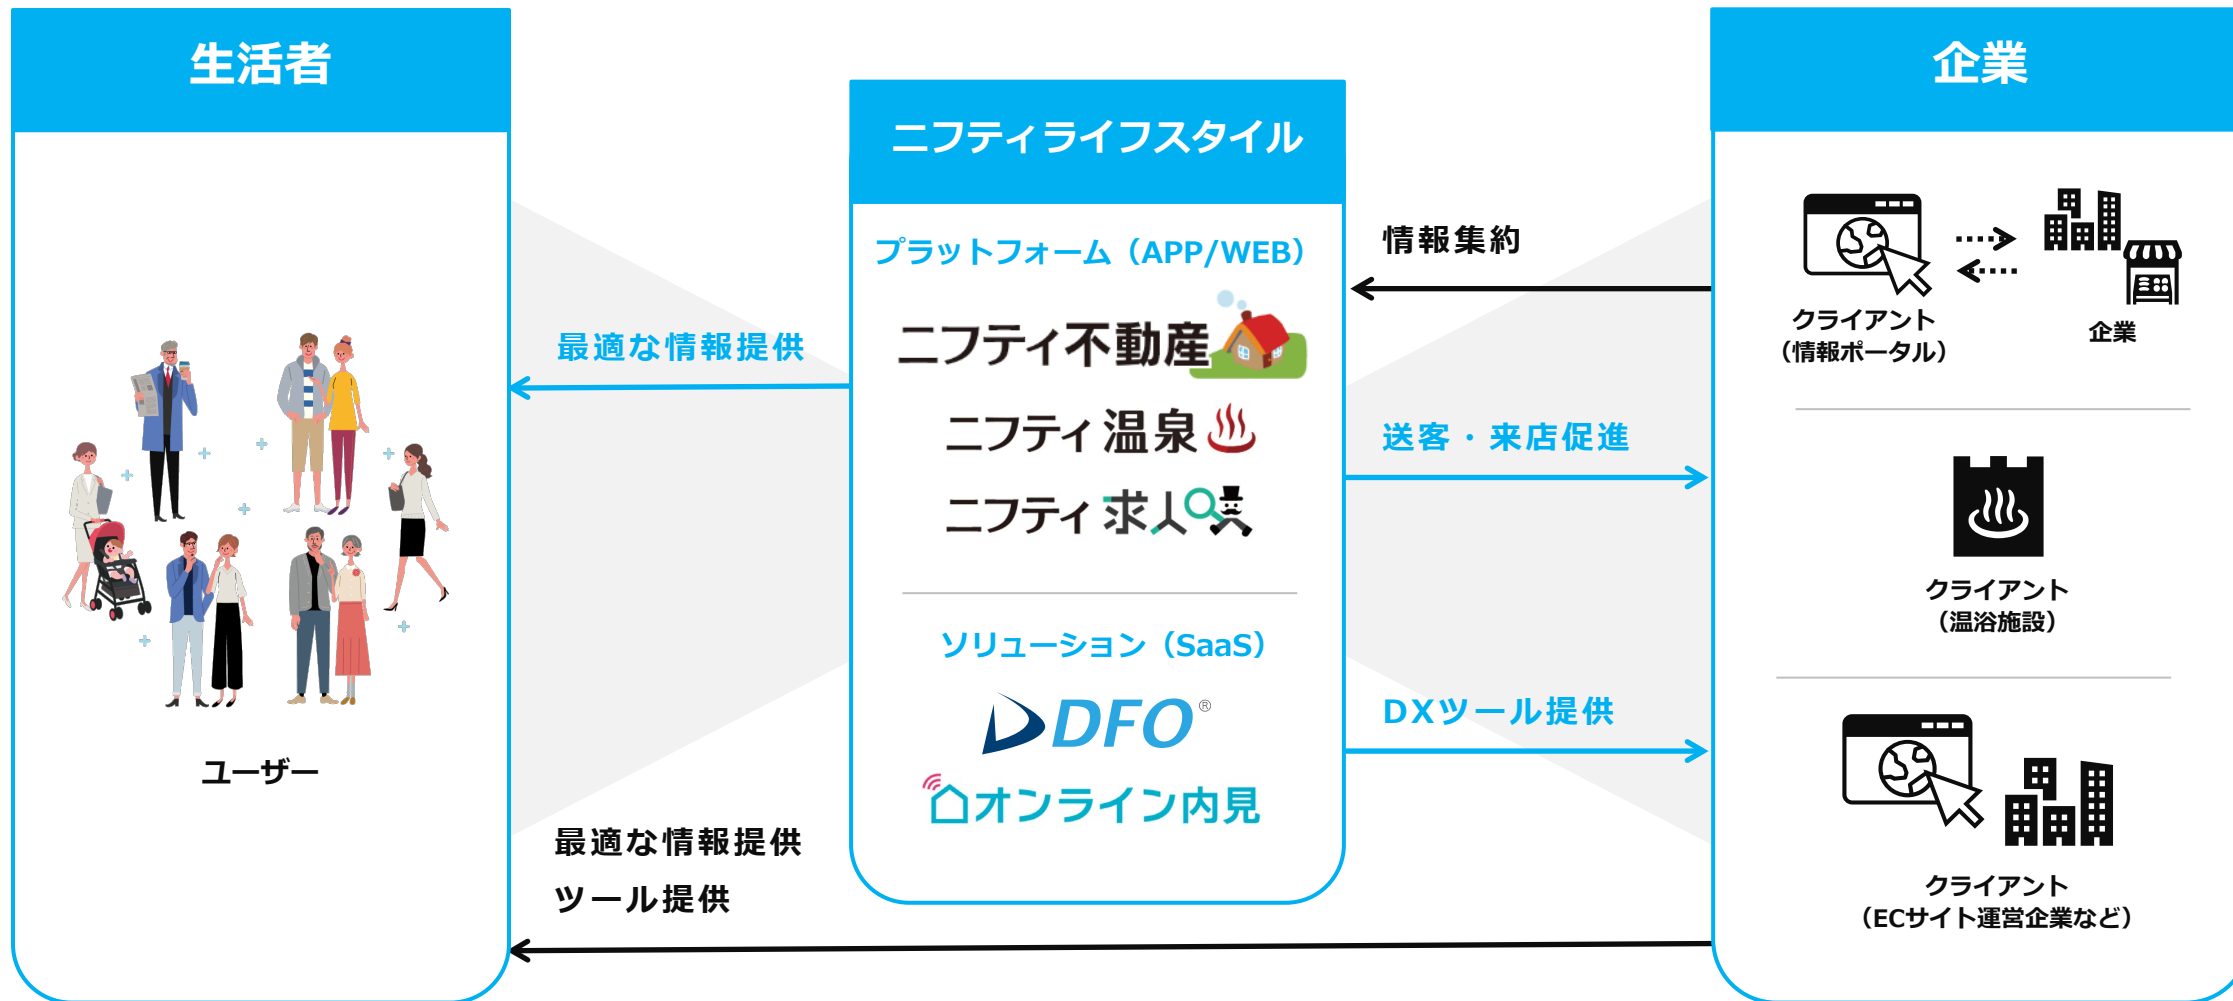 生活者
ユーザー
最適な情報提供
最適な情報提供
ツール提供
ニフティライフスタイル
プラットフォーム（APP/WEB）
ニフティ不動産
ニフティ温泉
ニフティ求人
ソリューション（SaaS）
DFO®
オンライン内見
情報集約
送客・来店促進
DXツール提供
企業
クライアント
（情報ポータル）
企業
クライアント
（温浴施設）
クライアント
（ECサイト運営企業など）